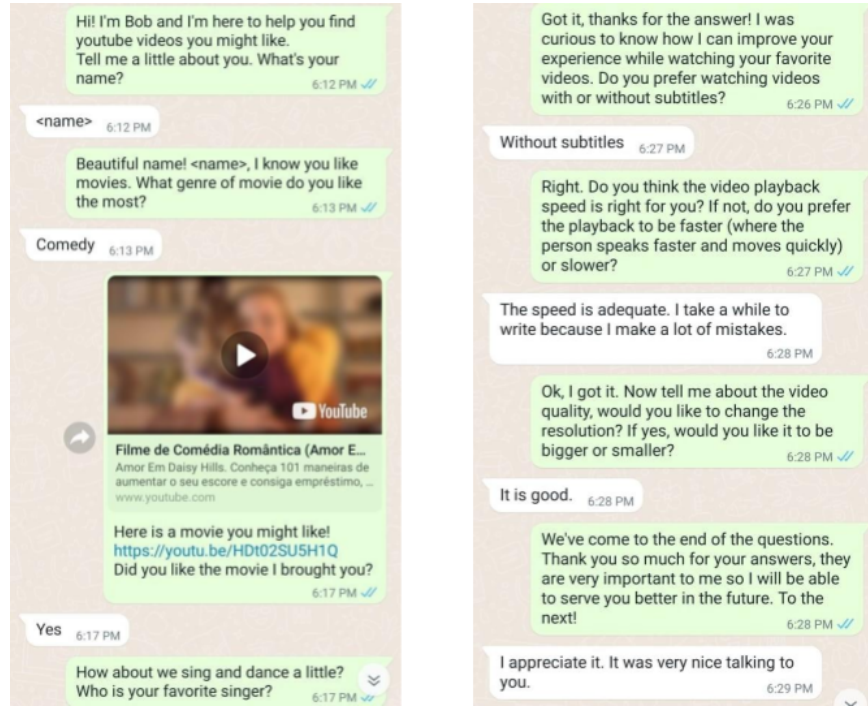 Hi! I'm Bob and I'm here to help you find
youtube videos you might like.
Tell me a little about you. What's your
name?
6:12 PM
<name>
6:12 PM
Beautiful name! <name>, I know you like
movies. What genre of movie do you like
the most?
6:13 PM
Comedy
6:13 PM
YouTube
Filme de Comédia Romântica (Amor E...
Amor Em Daisy Hills. Conheça 101 maneiras de
aumentar o seu escore e consiga empréstimo, ...
www.youtube.com
Here is a movie you might like!
https://youtu.be/HDt02SU5H1Q
Did you like the movie I brought you?
6:17 PM
Yes
6:17 PM
How about we sing and dance a little?
Who is your favorite singer?
6:17 PM
Got it, thanks for the answer! I was
curious to know how I can improve your
experience while watching your favorite
videos. Do you prefer watching videos
with or without subtitles?
6:26 PM
Without subtitles
6:27 PM
Right. Do you think the video playback
speed is right for you? If not, do you prefer
the playback to be faster (where the
person speaks faster and moves quickly)
or slower?
6:27 PM
The speed is adequate. I take a while to
write because I make a lot of mistakes.
6:28 PM
Ok, I got it. Now tell me about the video
quality, would you like to change the
resolution? If yes, would you like it to be
bigger or smaller?
6:28 PM
It is good.
6:28 PM
We've come to the end of the questions.
Thank you so much for your answers, they
are very important to me so I will be able
to serve you better in the future. To the
next!
6:28 PM
I appreciate it. It was very nice talking to
you.
6:29 PM